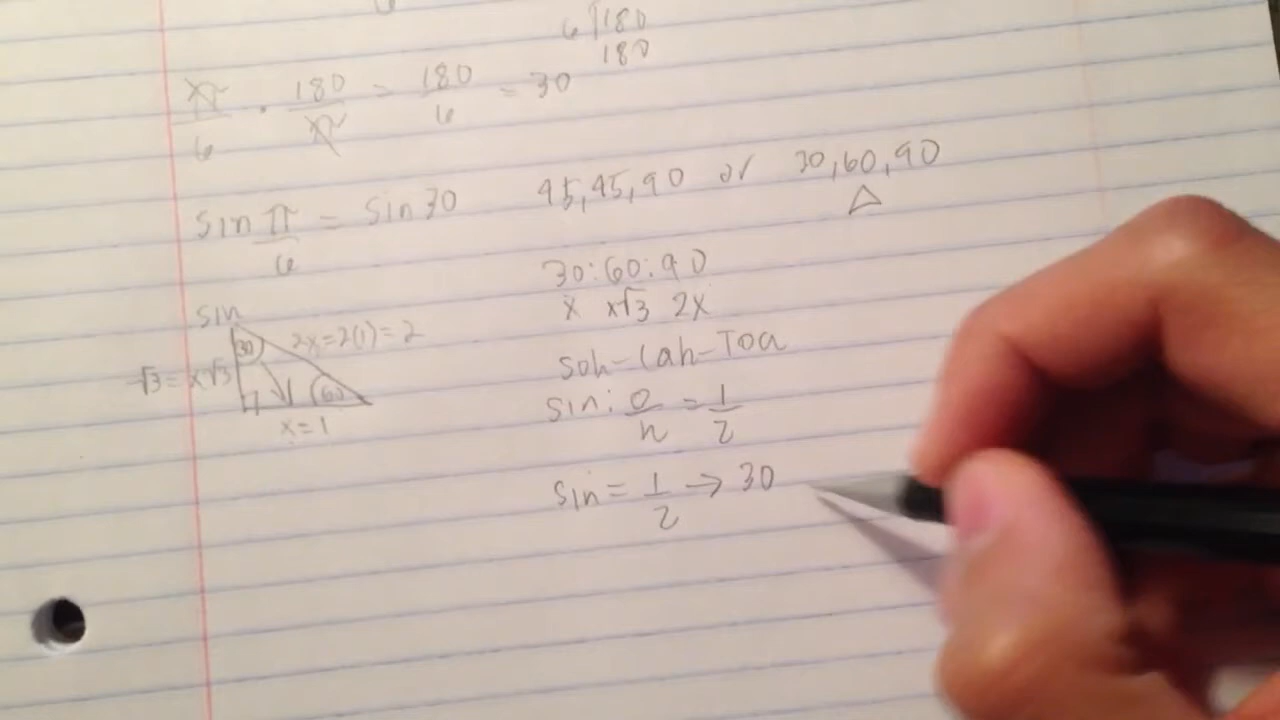 6 180
180
π/6 · 180/π = 180/6 = 30
sin π/6 = sin 30
45,45,90 or 30,60,90
△
30:60:90
x x√3 2x
soh-Cah-Toa
sin: o/h = 1/2
sin = 1/2 → 30
sin
30 2x=2(1)=2
√3 = x√3
60
x=1